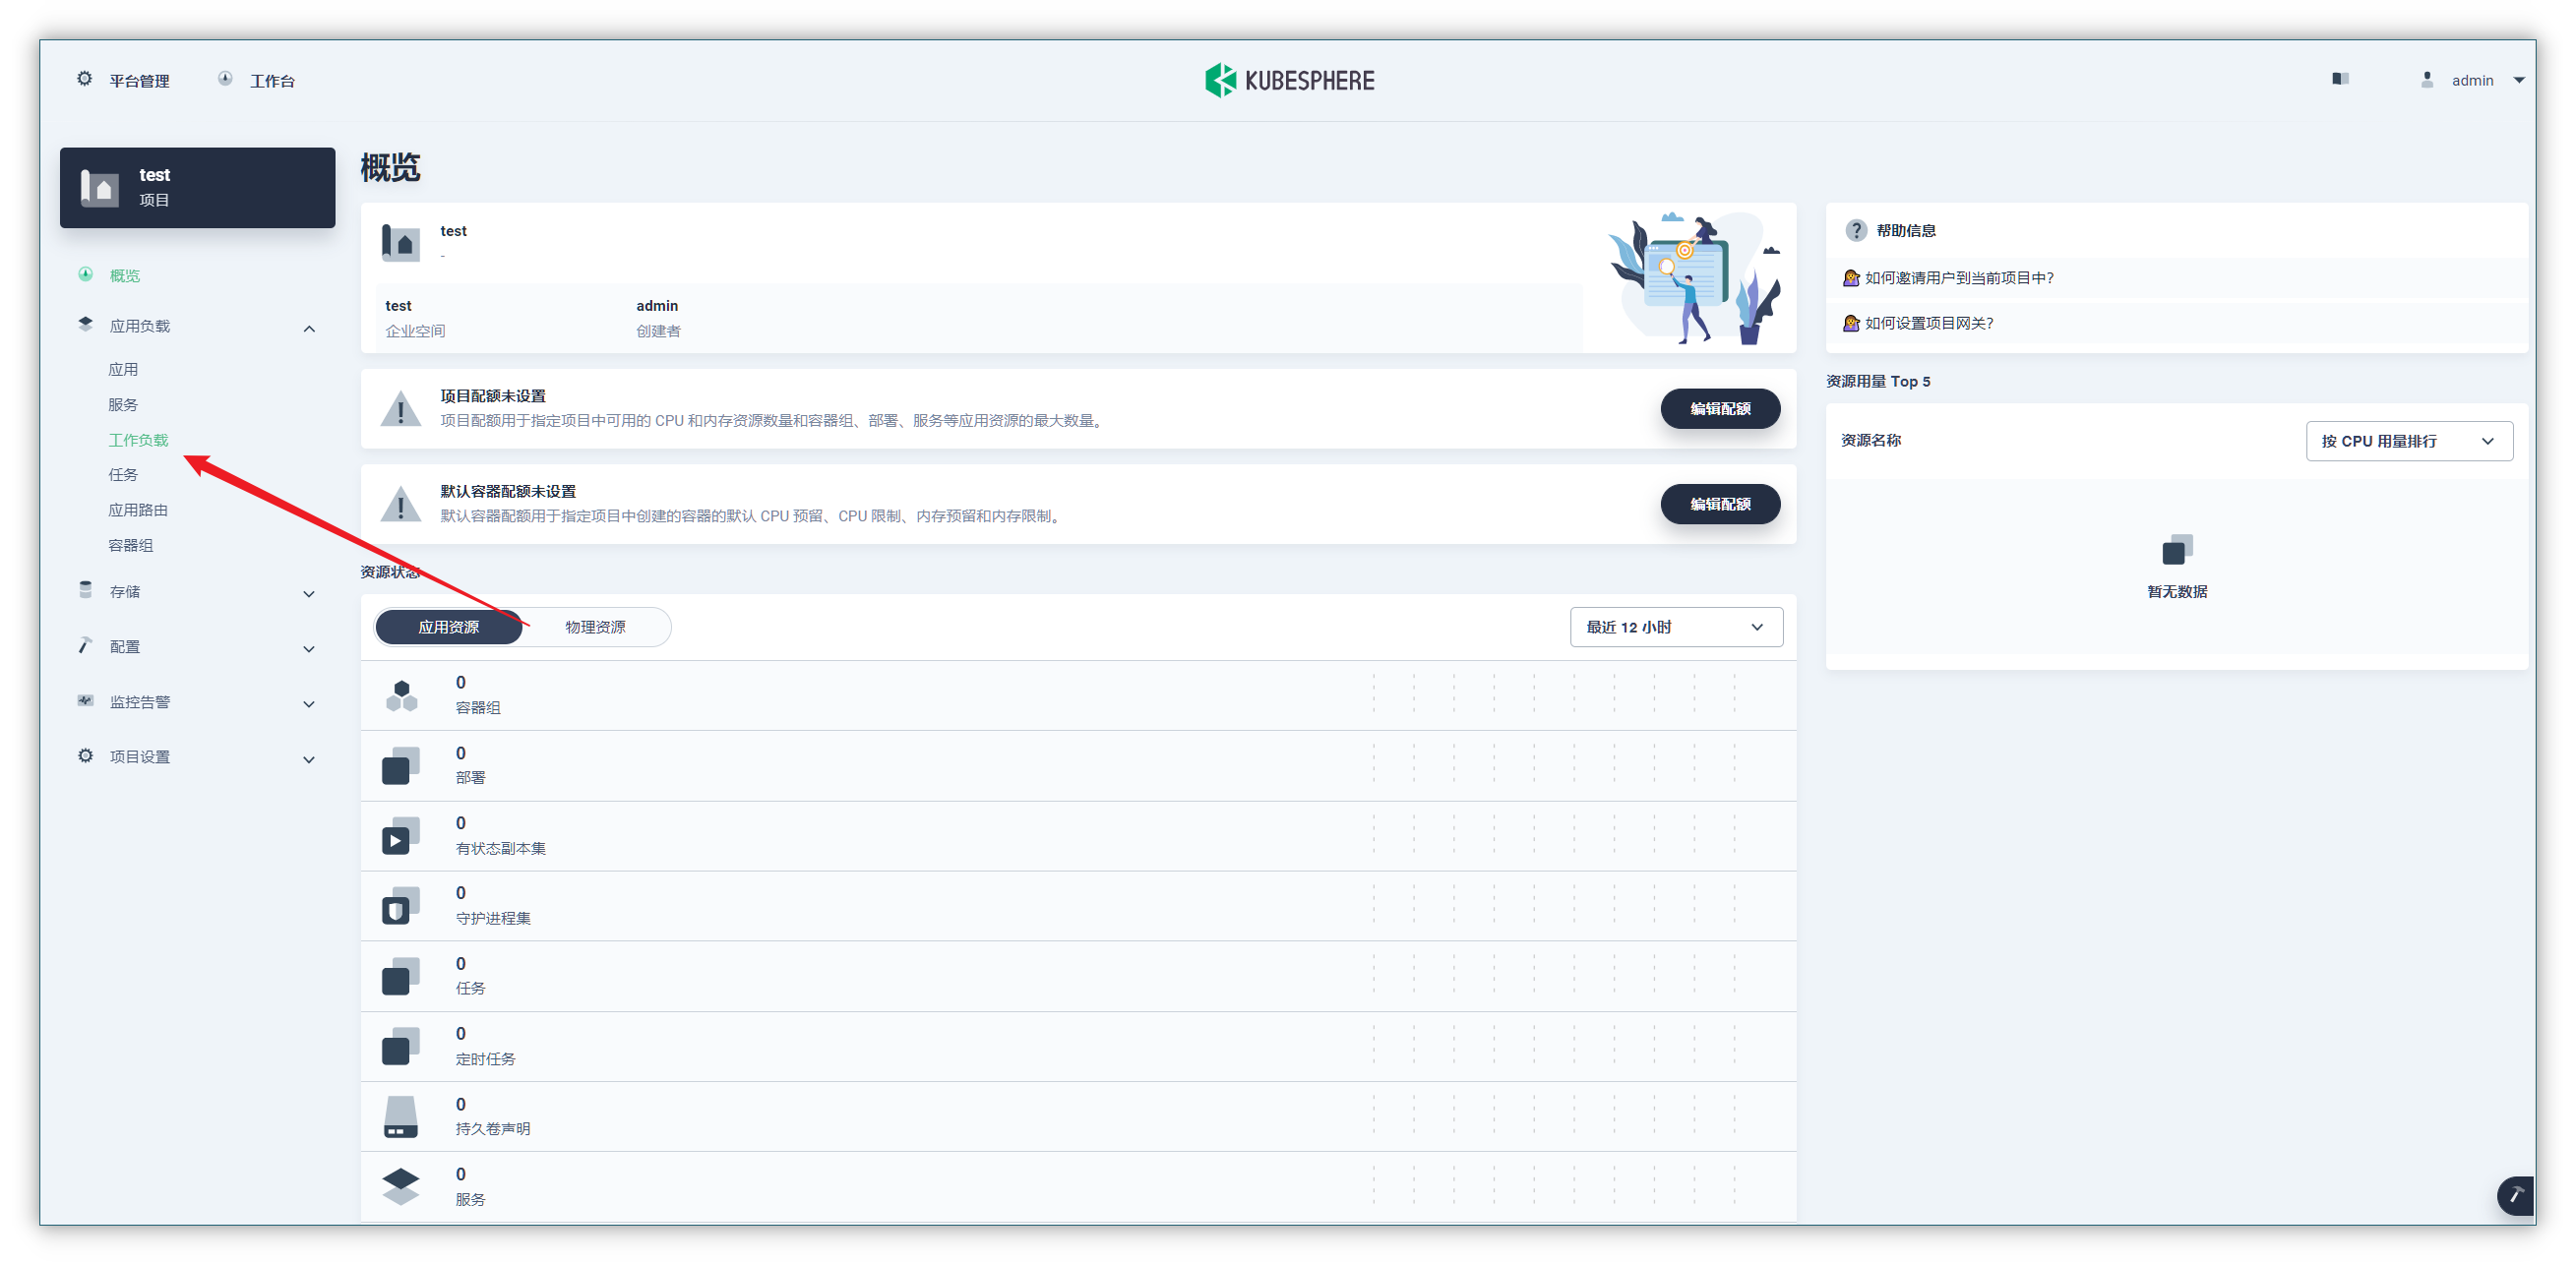 平台管理
工作台
KUBESPHERE
admin
test
项目
概览
应用负载
应用
服务
工作负载
任务
应用路由
容器组
存储
配置
监控告警
项目设置
概览
test
-
test
企业空间
admin
创建者
项目配额未设置
项目配额用于指定项目中可用的 CPU 和内存资源数量和容器组、部署、服务等应用资源的最大数量。
编辑配额
默认容器配额未设置
默认容器配额用于指定项目中创建的容器的默认 CPU 预留、CPU 限制、内存预留和内存限制。
编辑配额
资源状态
应用资源
物理资源
最近 12 小时
0
容器组
0
部署
0
有状态副本集
0
守护进程集
0
任务
0
定时任务
0
持久卷声明
0
服务
帮助信息
如何邀请用户到当前项目中?
如何设置项目网关?
资源用量 Top 5
资源名称
按 CPU 用量排行
暂无数据